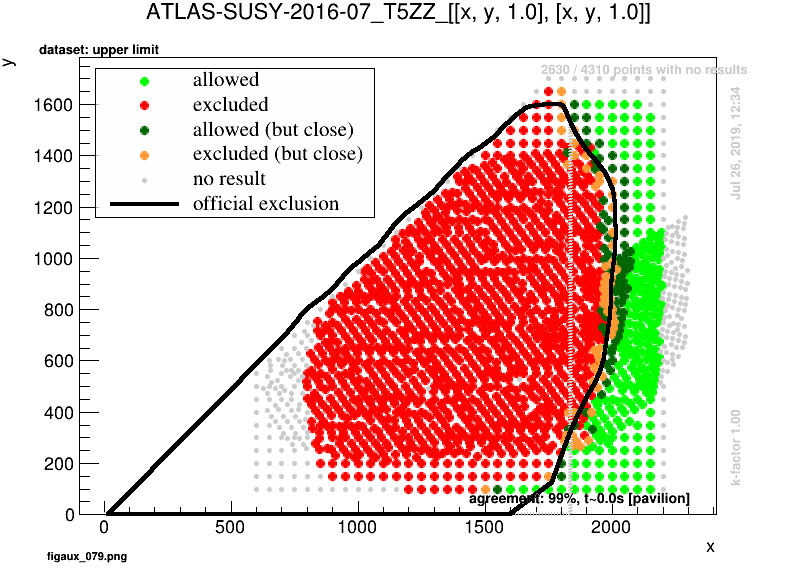 ATLAS-SUSY-2016-07_T5ZZ_[[x, y, 1.0], [x, y, 1.0]]
dataset: upper limit
y
2630 / 4310 points with no results
allowed
excluded
allowed (but close)
excluded (but close)
no result
official exclusion
Jul 26, 2019, 12:34
k-factor 1.00
1600
1400
1200
1000
800
600
400
200
0
agreement: 99%, t~0.0s [pavilion]
0 500 1000 1500 2000
x
figaux_079.png